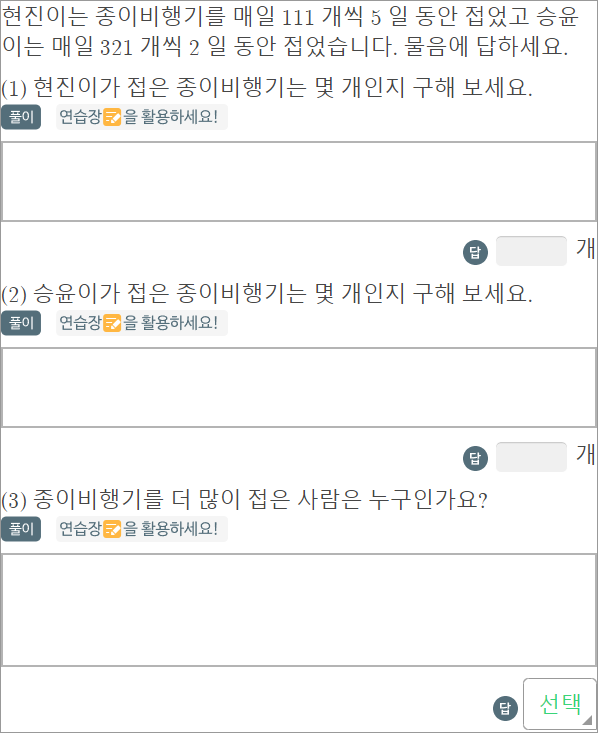 현진이는 종이비행기를 매일 111 개씩 5 일 동안 접었고 승윤
이는 매일 321 개씩 2 일 동안 접었습니다. 물음에 답하세요.
(1) 현진이가 접은 종이비행기는 몇 개인지 구해 보세요.
풀이 연습장을 활용하세요!
답 개
(2) 승윤이가 접은 종이비행기는 몇 개인지 구해 보세요.
풀이 연습장을 활용하세요!
답 개
(3) 종이비행기를 더 많이 접은 사람은 누구인가요?
풀이 연습장을 활용하세요!
답 선택